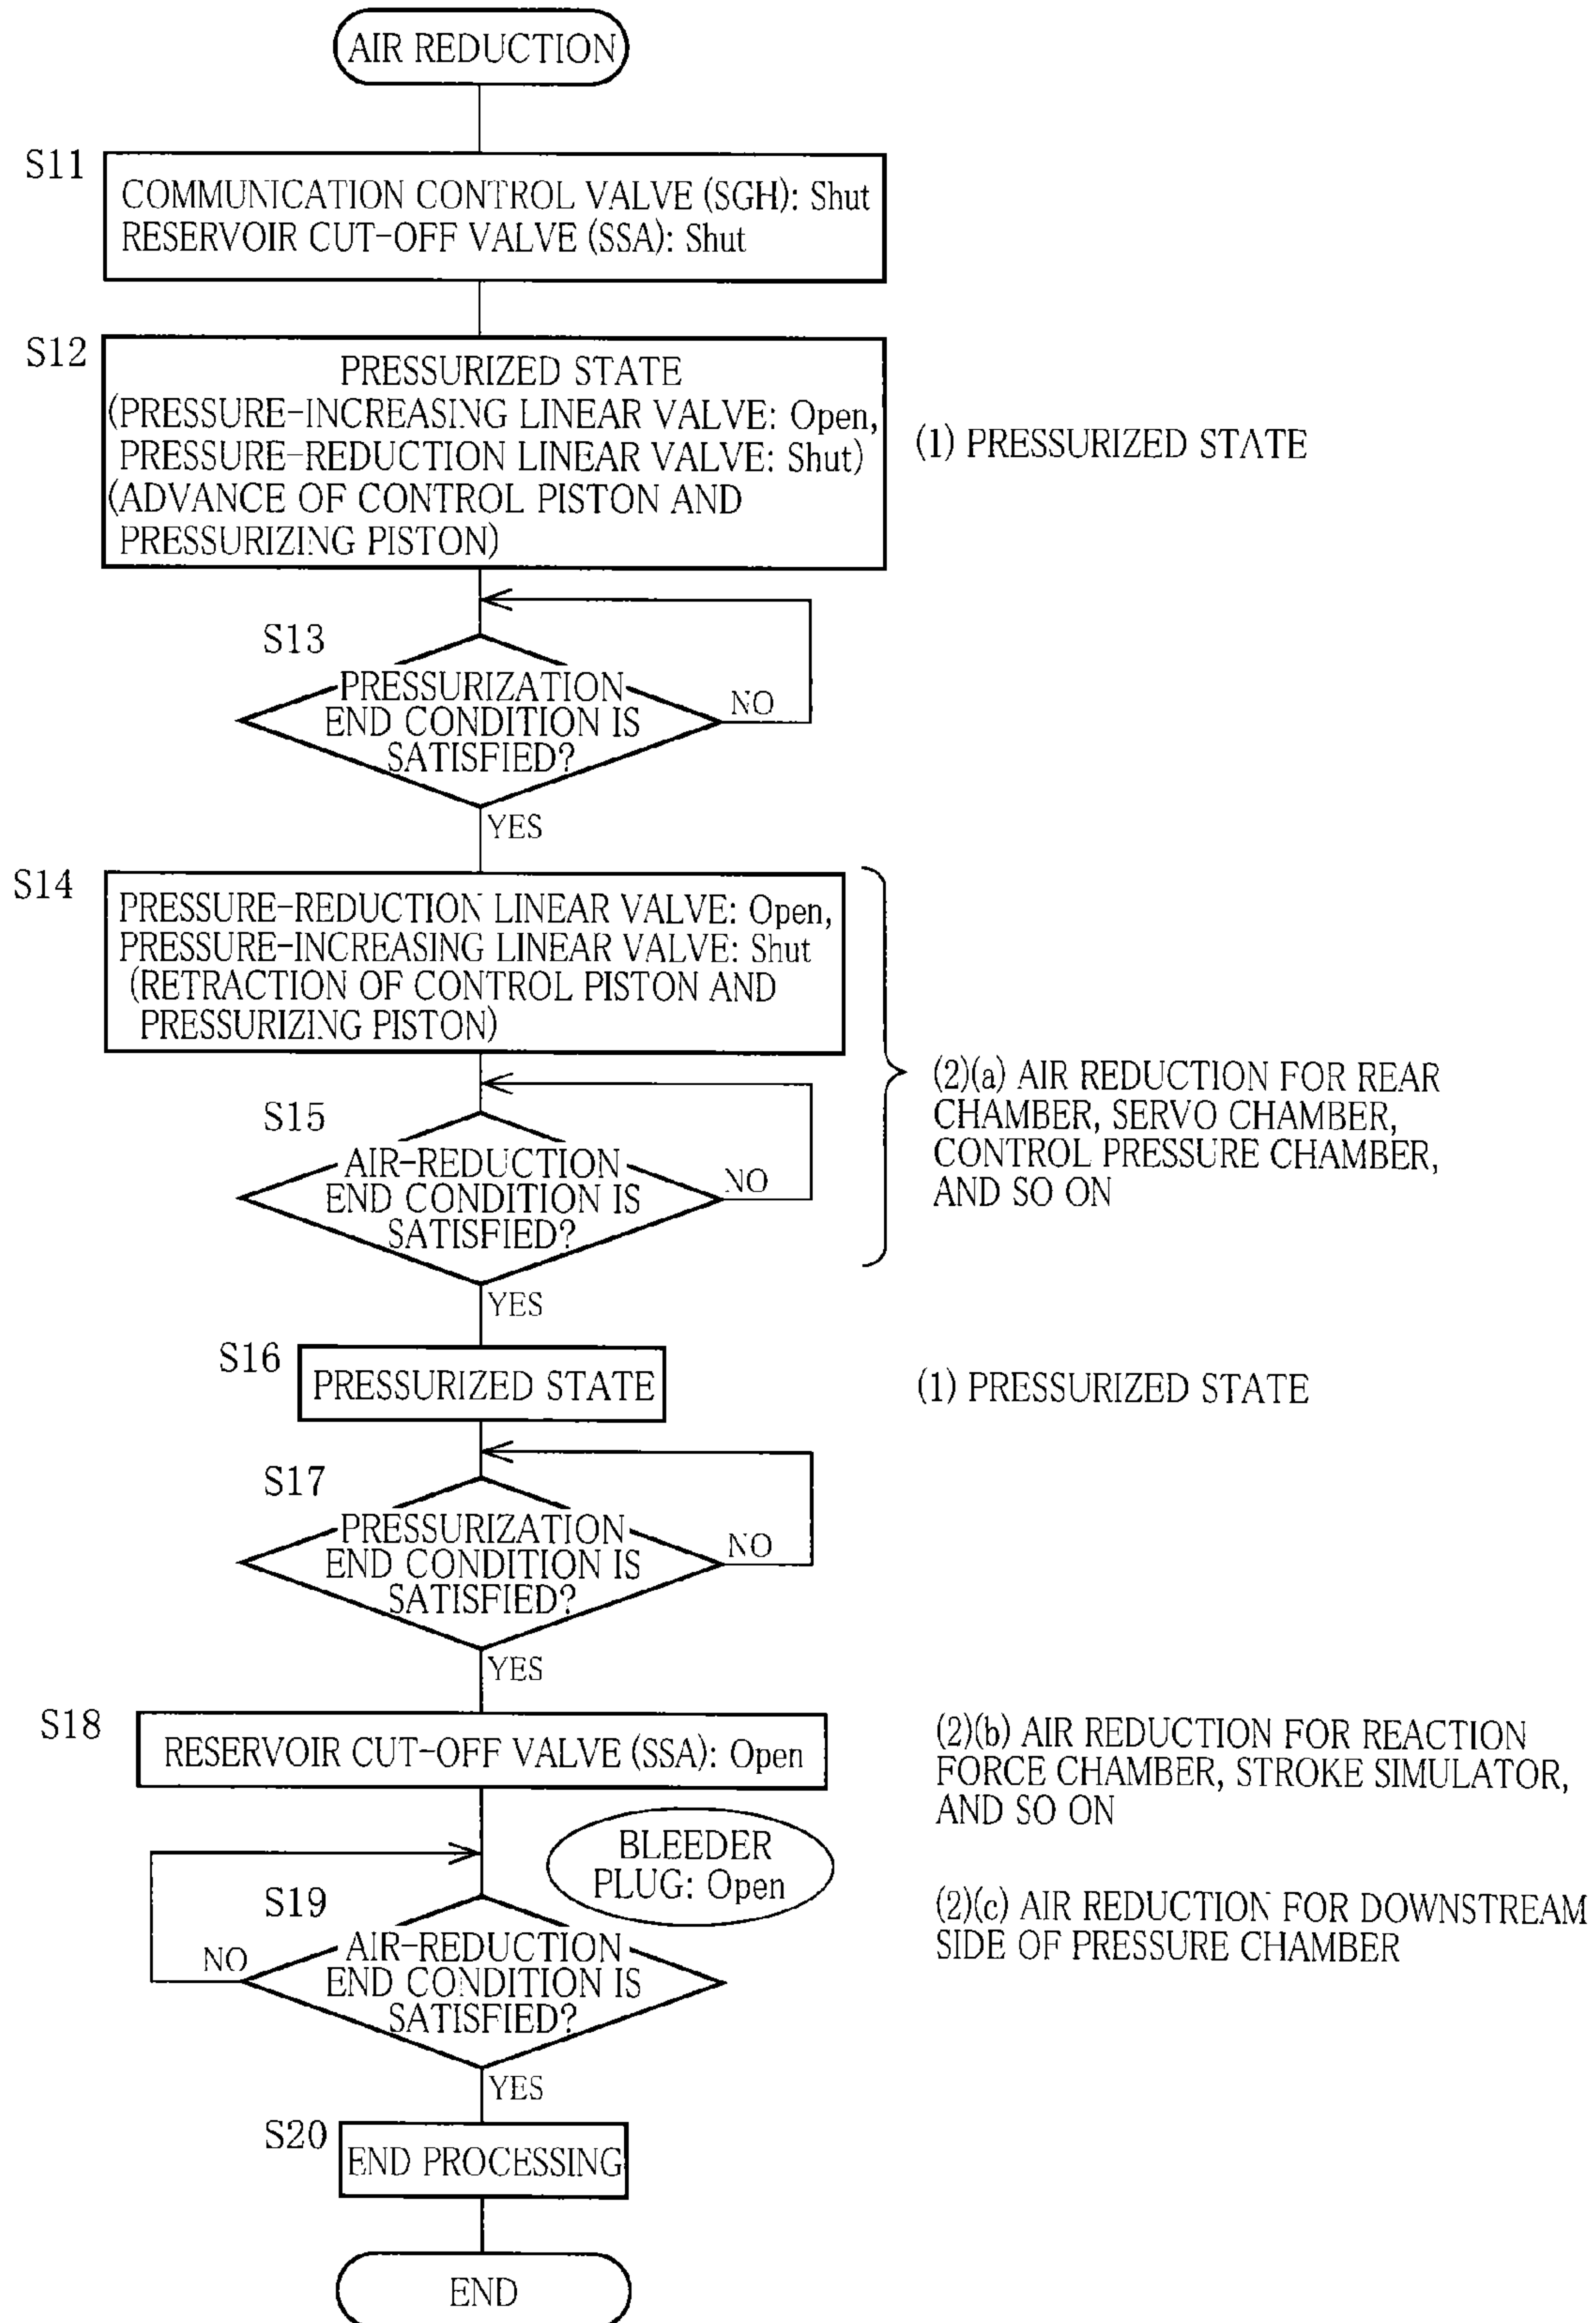 AIR REDUCTION
S11
COMMUNICATION CONTROL VALVE (SGH): Shut
RESERVOIR CUT-OFF VALVE (SSA): Shut
S12
PRESSURIZED STATE
(PRESSURE-INCREASING LINEAR VALVE: Open,
PRESSURE-REDUCTION LINEAR VALVE: Shut)
(ADVANCE OF CONTROL PISTON AND
PRESSURIZING PISTON)
(1) PRESSURIZED STATE
S13
PRESSURIZATION
END CONDITION IS
SATISFIED?
NO
YES
S14
PRESSURE-REDUCTION LINEAR VALVE: Open,
PRESSURE-INCREASING LINEAR VALVE: Shut
(RETRACTION OF CONTROL PISTON AND
PRESSURIZING PISTON)
S15
AIR-REDUCTION
END CONDITION IS
SATISFIED?
NO
YES
(2)(a) AIR REDUCTION FOR REAR
CHAMBER, SERVO CHAMBER,
CONTROL PRESSURE CHAMBER,
AND SO ON
S16
PRESSURIZED STATE
(1) PRESSURIZED STATE
S17
PRESSURIZATION
END CONDITION IS
SATISFIED?
NO
YES
S18
RESERVOIR CUT-OFF VALVE (SSA): Open
(2)(b) AIR REDUCTION FOR REACTION
FORCE CHAMBER, STROKE SIMULATOR,
AND SO ON
BLEEDER
PLUG: Open
S19
AIR-REDUCTION
END CONDITION IS
SATISFIED?
NO
YES
(2)(c) AIR REDUCTION FOR DOWNSTREAM
SIDE OF PRESSURE CHAMBER
S20
END PROCESSING
END